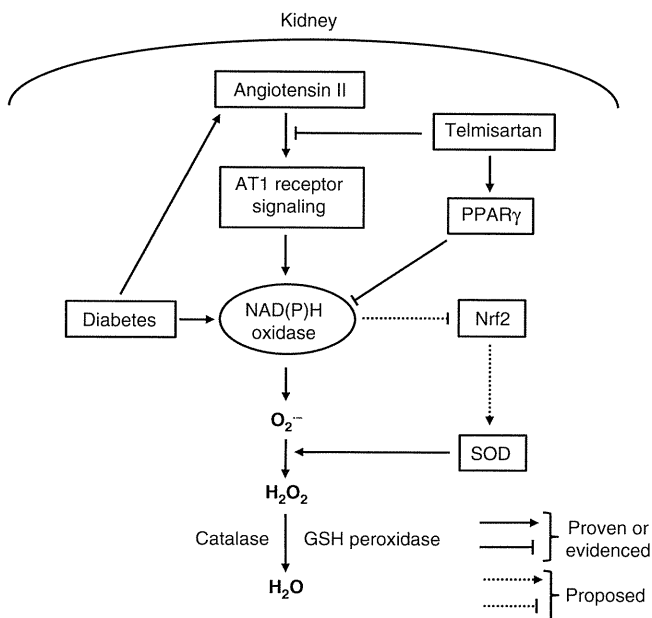 Kidney
Angiotensin II
Telmisartan
AT1 receptor
signaling
PPARγ
Diabetes
NAD(P)H
oxidase
Nrf2
O₂·−
SOD
H₂O₂
Catalase GSH peroxidase
H₂O
Proven or
evidenced
Proposed